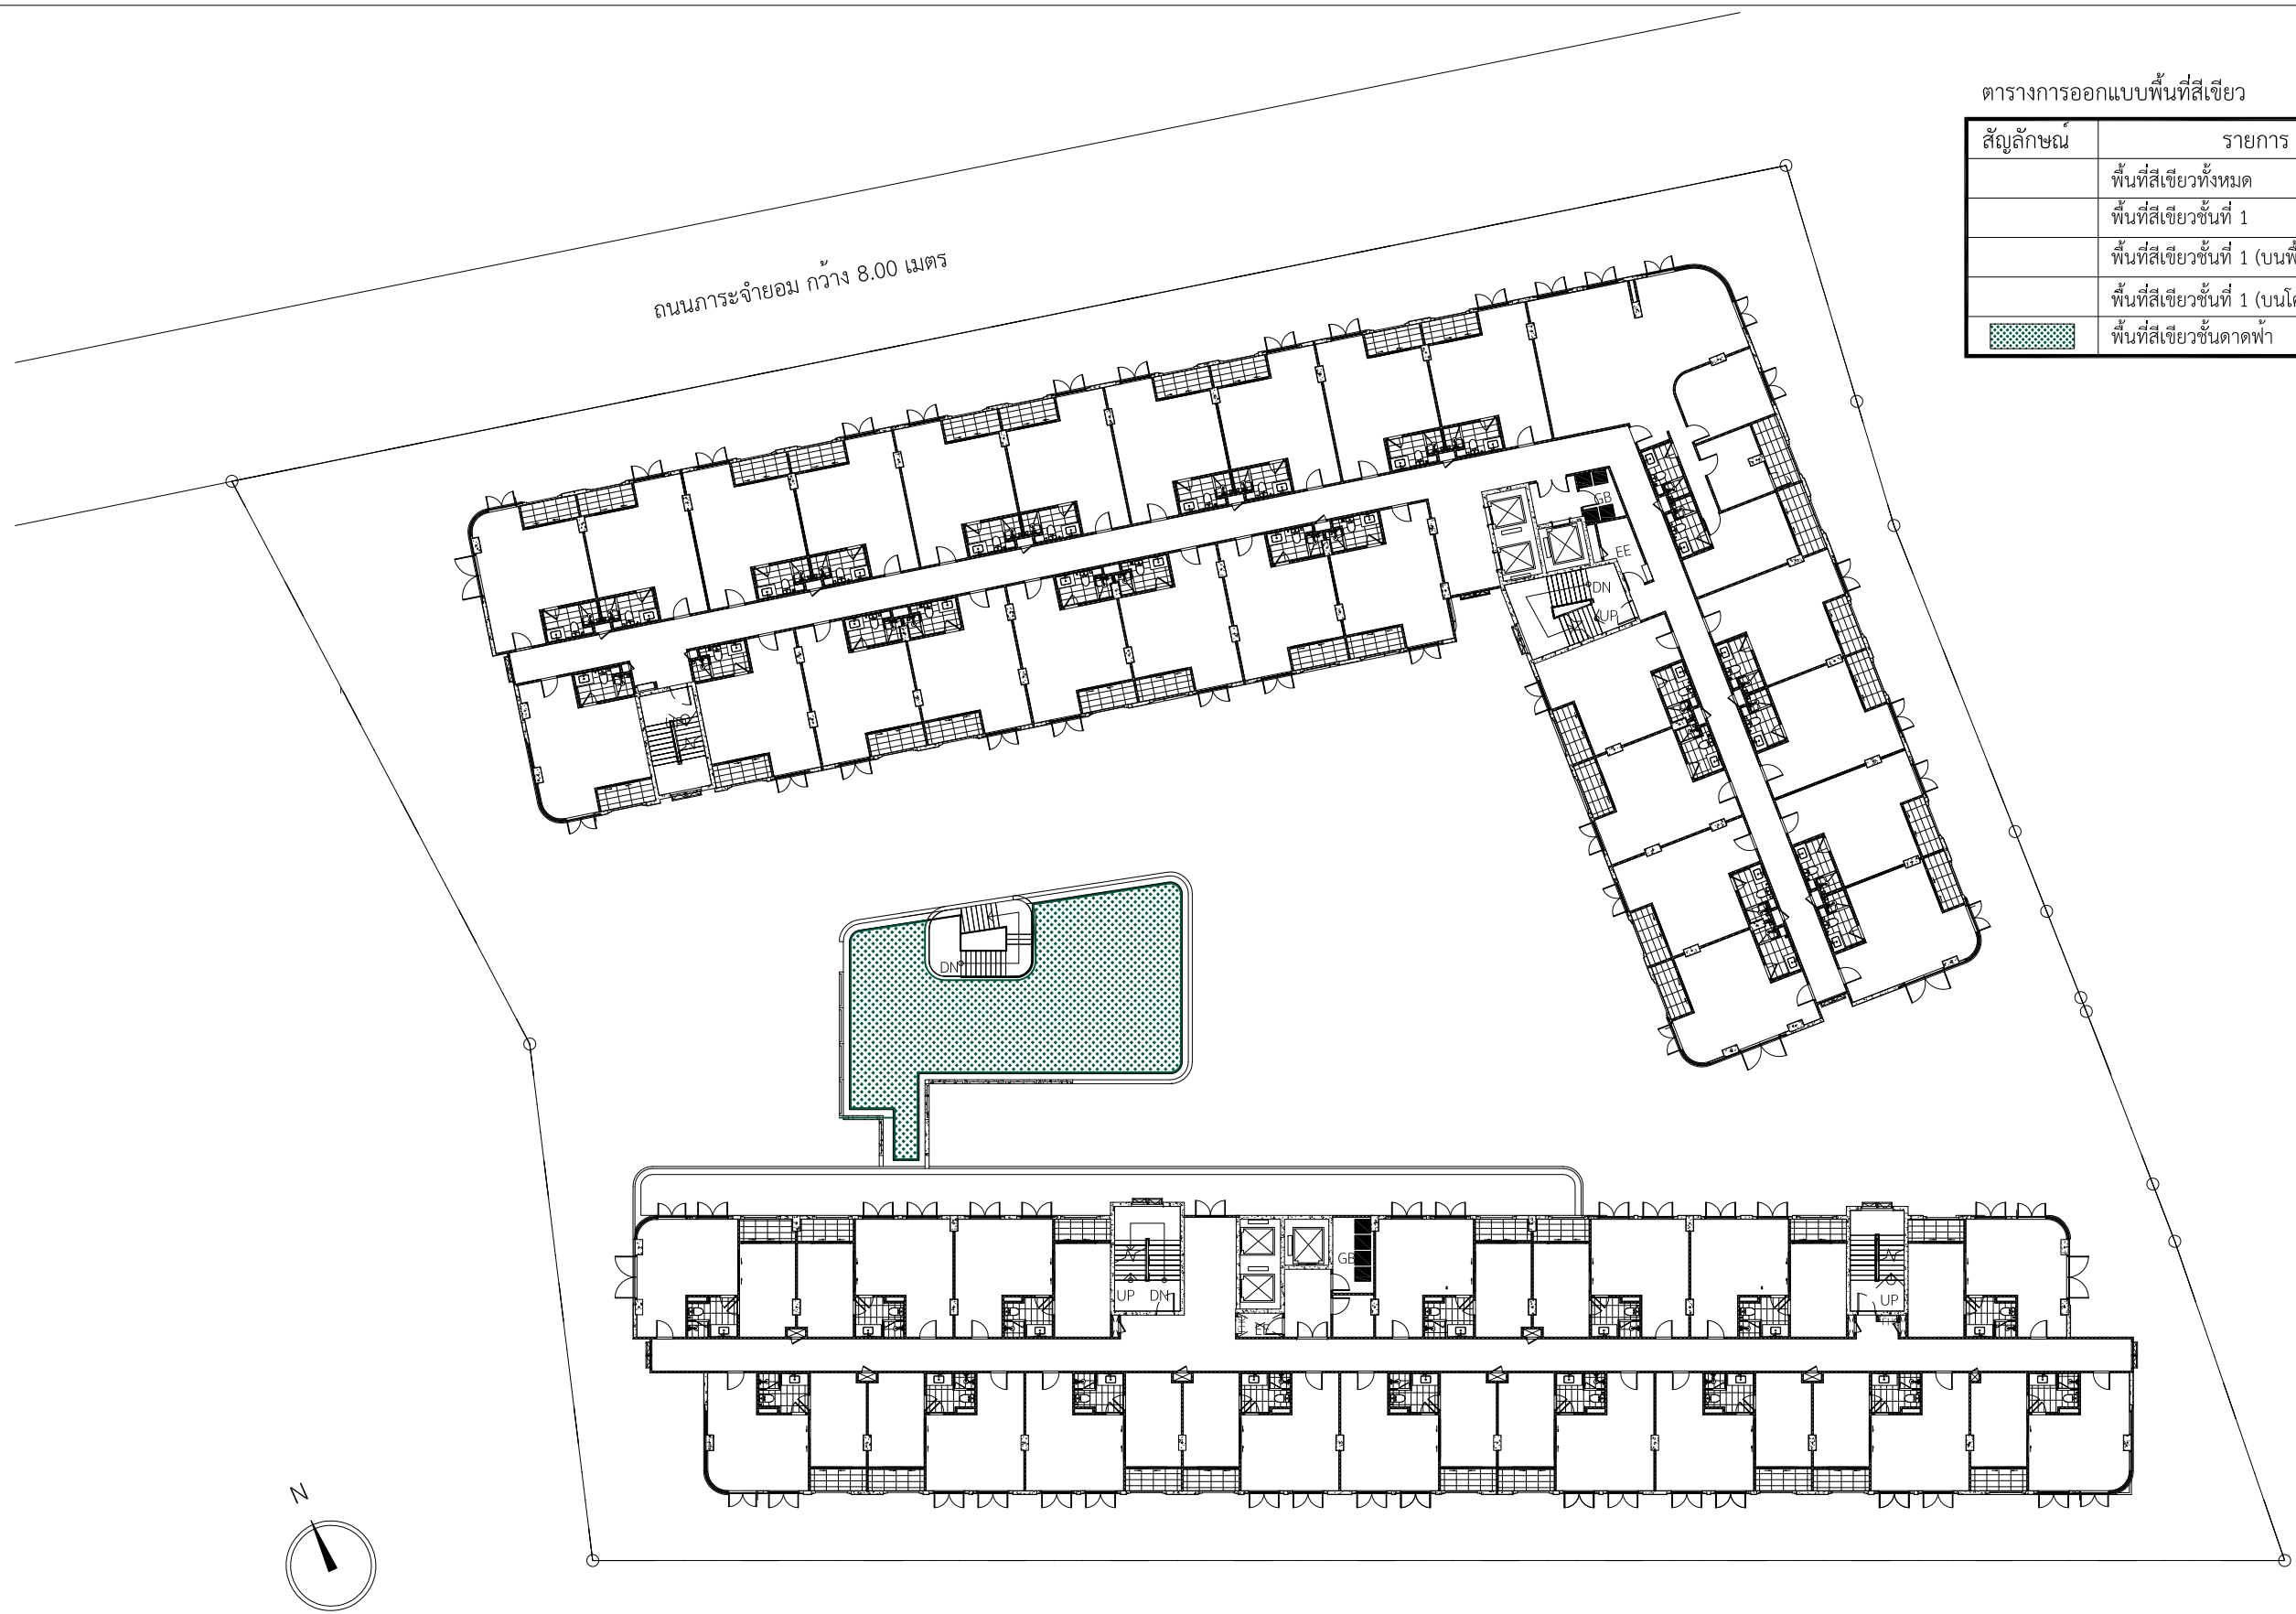 ตารางการออกแบบพื้นที่สีเขียว
สัญลักษณ์ รายการ
พื้นที่สีเขียวทั้งหมด
พื้นที่สีเขียวชั้นที่ 1
พื้นที่สีเขียวชั้นที่ 1 (บนพื้
พื้นที่สีเขียวชั้นที่ 1 (บนโค
พื้นที่สีเขียวชั้นดาดฟ้า
ถนนภาระจำยอม กว้าง 8.00 เมตร
GB
EE
DN
UP
DN
GB
UP DN
UP
EE
N